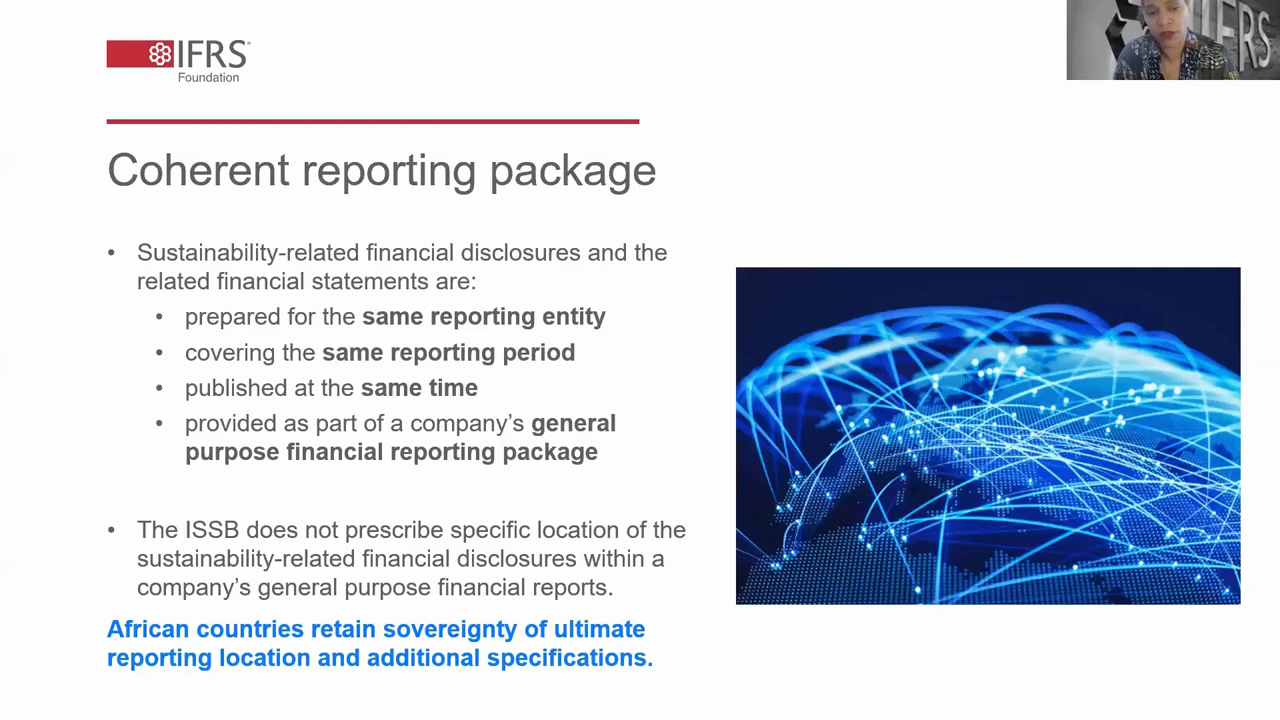 IFRS
Foundation
IFRS
Coherent reporting package
• Sustainability-related financial disclosures and the
related financial statements are:
• prepared for the same reporting entity
• covering the same reporting period
• published at the same time
• provided as part of a company’s general
purpose financial reporting package
• The ISSB does not prescribe specific location of the
sustainability-related financial disclosures within a
company’s general purpose financial reports.
African countries retain sovereignty of ultimate
reporting location and additional specifications.